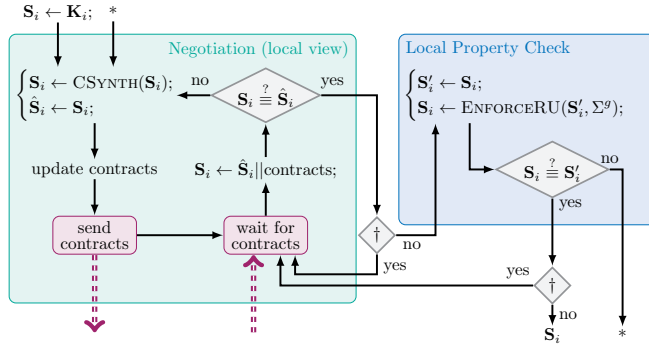 S_i ← K_i; *
Negotiation (local view)
S_i ← CSYNTH(S_i);
Ŝ_i ← S_i;
no
S_i ≡? Ŝ_i
yes
update contracts
S_i ← Ŝ_i||contracts;
send
contracts
wait for
contracts
†
no
yes
Local Property Check
S′_i ← S_i;
S_i ← ENFORCERU(S′_i, Σ^g);
S_i ≡? S′_i
no
yes
yes
†
no
S_i
*